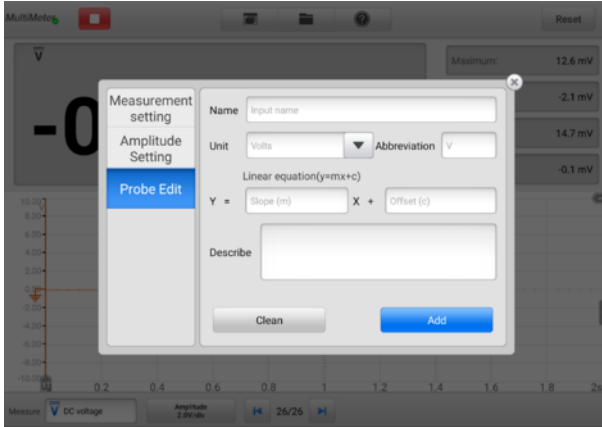 MultiMeter
Reset
V
Maximum: 12.6 mV
-0
-2.1 mV
14.7 mV
-0.1 mV
Measurement setting
Amplitude Setting
Probe Edit
Name Input name
Unit Volts Abbreviation V
Linear equation(y=mx+c)
Y = Slope (m) X + Offset (c)
Describe
Clean Add
10.00
8.00
6.00
4.00
2.00
-2.00
-4.00
-6.00
-8.00
-10.00
0.2 0.4 0.6 0.8 1 1.2 1.4 1.6 1.8 2s
Measure V DC voltage Amplitude 2.0V/div 26/26